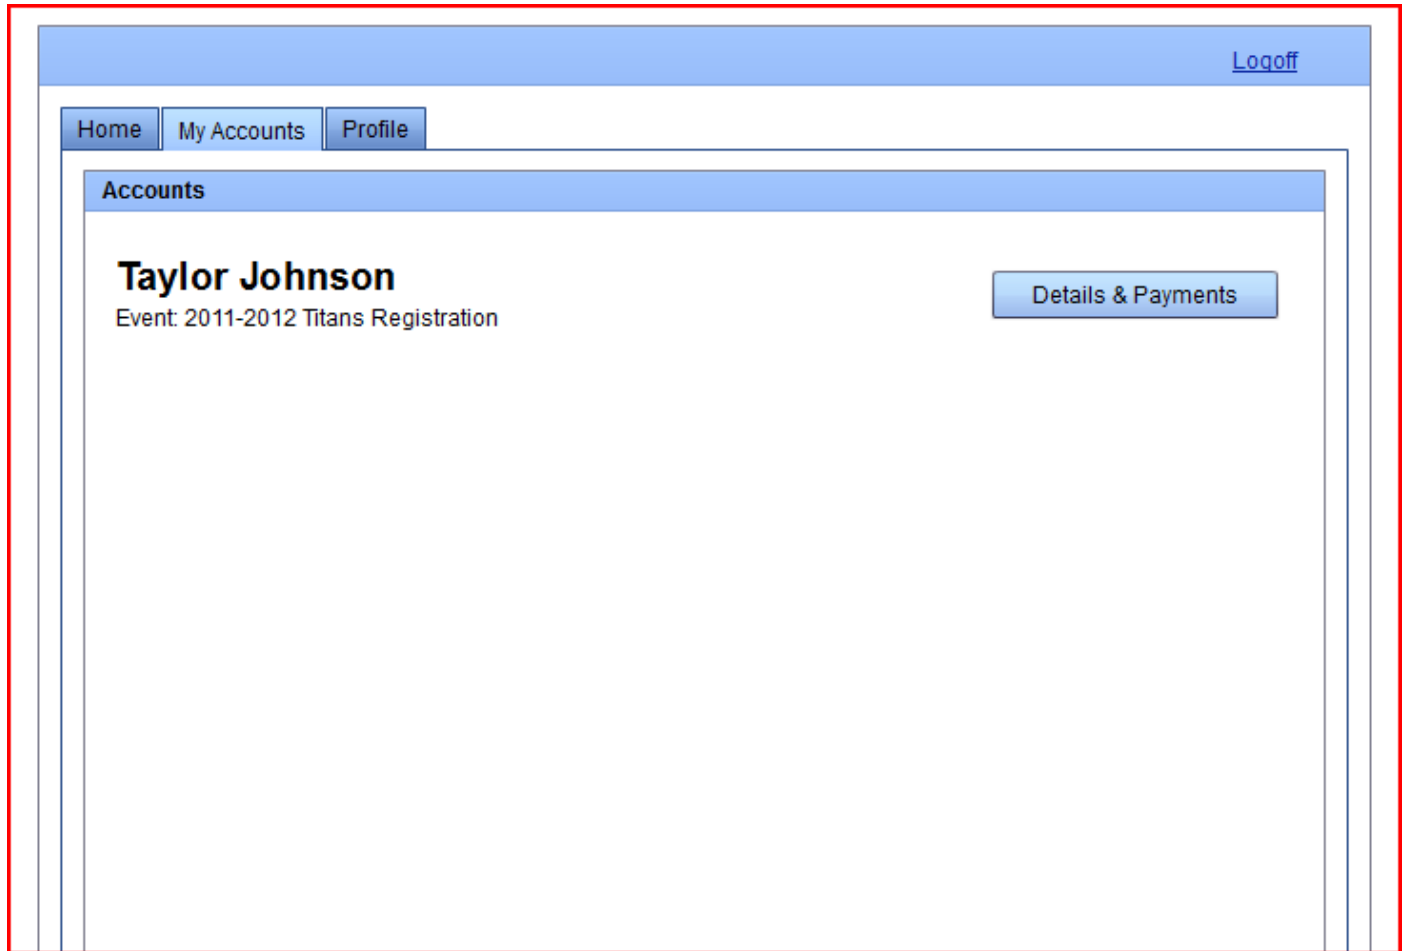 Logoff
Home My Accounts Profile
Accounts
Taylor Johnson
Event: 2011-2012 Titans Registration
Details & Payments